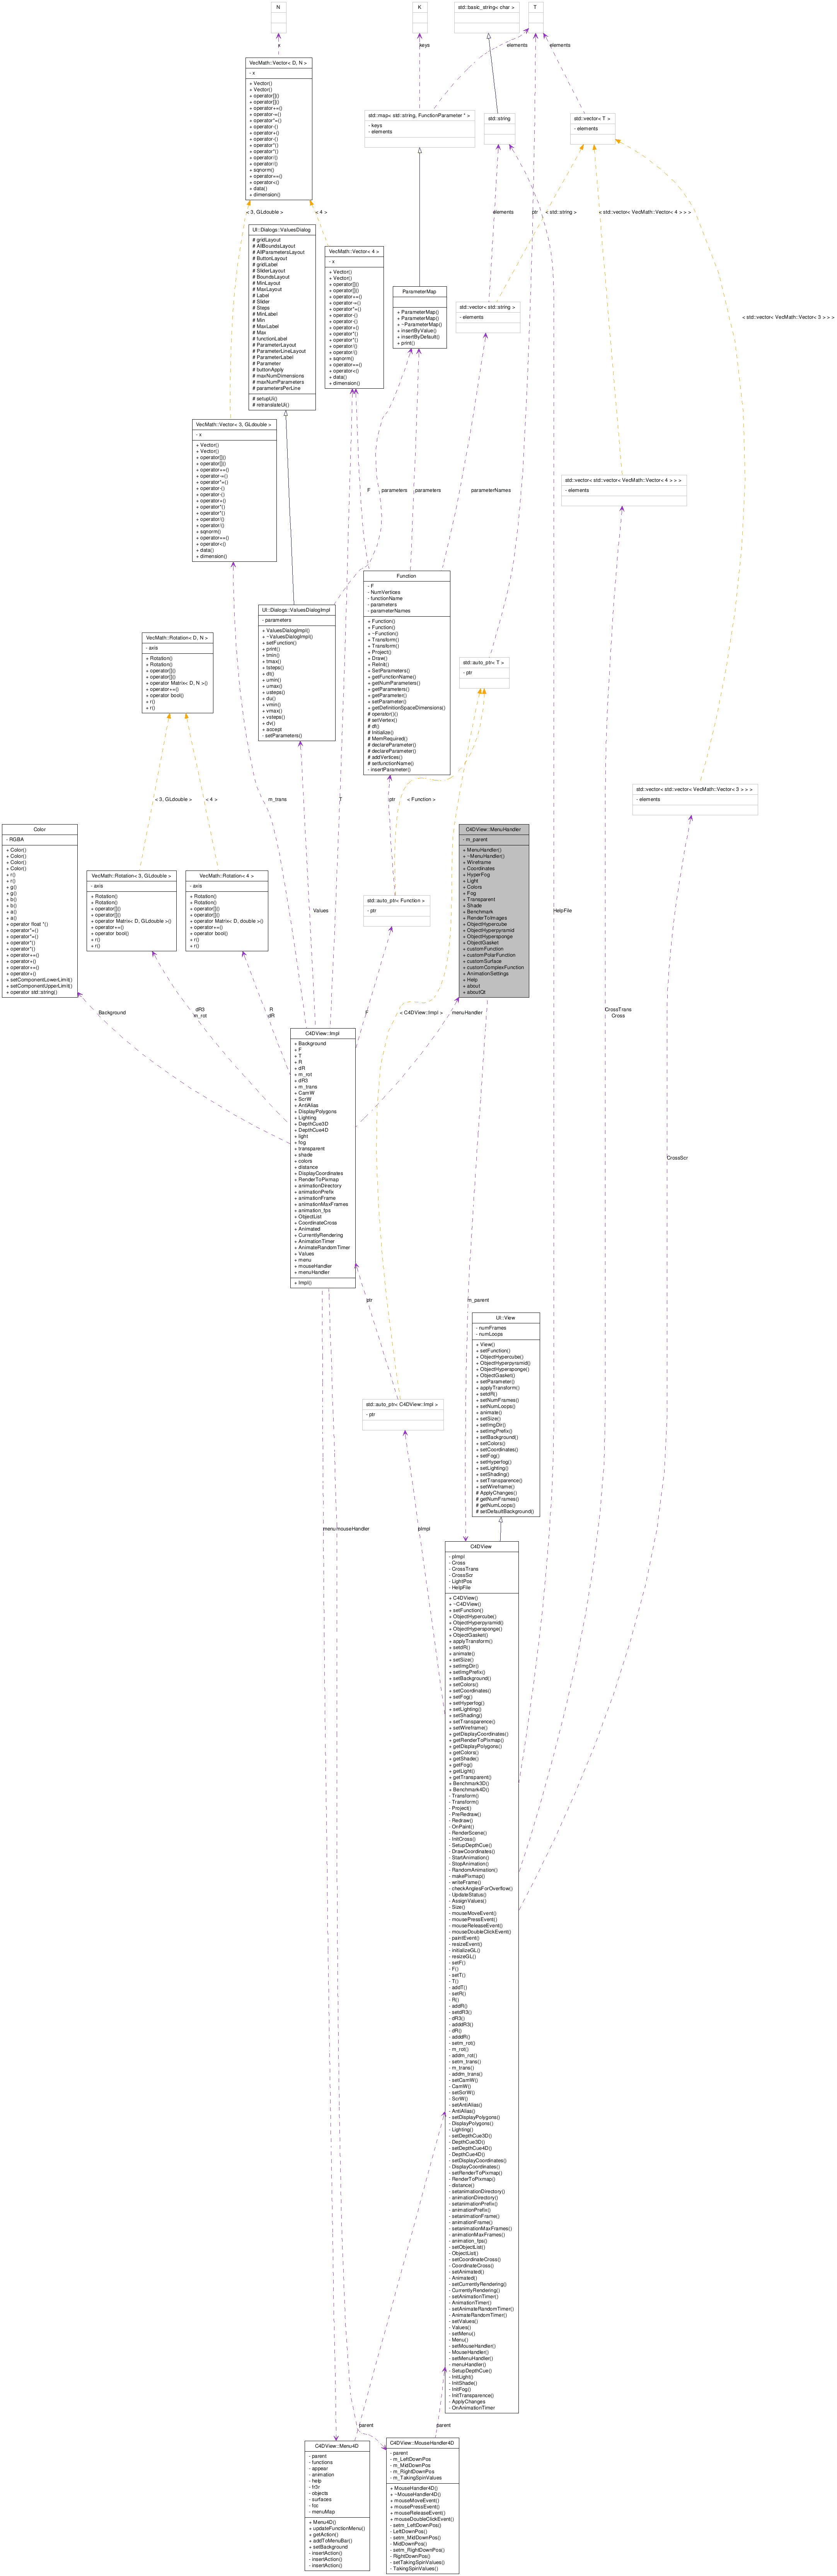 N
K
std::basic_string< char >
T
x
keys
elements
elements
VecMath::Vector< D, N >
- x
+ Vector()
+ Vector()
+ operator[]()
+ operator[]()
+ operator+=()
+ operator-=()
+ operator*=()
+ operator-()
+ operator+()
+ operator-()
+ operator*()
+ operator*()
+ operator/()
+ operator/()
+ sqnorm()
+ operator==()
+ operator<()
+ data()
+ dimension()
std::map< std::string, FunctionParameter * >
- keys
- elements
std::string
std::vector< T >
- elements
< 3, GLdouble >
< 4 >
elements
ptr
< std::string >
< std::vector< VecMath::Vector< 4 > > >
UI::Dialogs::ValuesDialog
# gridLayout
# AllBoundsLayout
# AllParametersLayout
# ButtonLayout
# gridLabel
# SliderLayout
# BoundsLayout
# MinLayout
# MaxLayout
# Label
# Slider
# Steps
# MinLabel
# Min
# MaxLabel
# Max
# functionLabel
# ParameterLayout
# ParameterLineLayout
# ParameterLabel
# Parameter
# buttonApply
# maxNumDimensions
# maxNumParameters
# parametersPerLine
# setupUi()
# retranslateUi()
VecMath::Vector< 4 >
- x
+ Vector()
+ Vector()
+ operator[]()
+ operator[]()
+ operator+=()
+ operator-=()
+ operator*=()
+ operator-()
+ operator-()
+ operator+()
+ operator*()
+ operator*()
+ operator/()
+ operator/()
+ sqnorm()
+ operator==()
+ operator<()
+ data()
+ dimension()
ParameterMap
+ ParameterMap()
+ ParameterMap()
+ ~ParameterMap()
+ insertByValue()
+ insertByDefault()
+ print()
std::vector< std::string >
- elements
< std::vector< VecMath::Vector< 3 > > >
VecMath::Vector< 3, GLdouble >
- x
+ Vector()
+ Vector()
+ operator[]()
+ operator[]()
+ operator+=()
+ operator-=()
+ operator*=()
+ operator-()
+ operator-()
+ operator+()
+ operator*()
+ operator*()
+ operator/()
+ operator/()
+ sqnorm()
+ operator==()
+ operator<()
+ data()
+ dimension()
F
parameters
parameters
parameterNames
std::vector< std::vector< VecMath::Vector< 4 > > >
- elements
Function
- F
- NumVertices
- functionName
- parameters
- parameterNames
+ Function()
+ Function()
+ ~Function()
+ Transform()
+ Transform()
+ Project()
+ Draw()
+ ReInit()
+ SetParameters()
+ getFunctionName()
+ getNumParameters()
+ getParameters()
+ getParameter()
+ setParameter()
+ getDefinitionSpaceDimensions()
# operator()()
# setVertex()
# df()
# Initialize()
# MemRequired()
# declareParameter()
# declareParameter()
# addVertices()
# setfunctionName()
- insertParameter()
UI::Dialogs::ValuesDialogImpl
- parameters
+ ValuesDialogImpl()
+ ~ValuesDialogImpl()
+ setFunction()
+ print()
+ tmin()
+ tmax()
+ tsteps()
+ dt()
+ umin()
+ umax()
+ usteps()
+ du()
+ vmin()
+ vmax()
+ vsteps()
+ dv()
+ accept
- setParameters()
VecMath::Rotation< D, N >
- axis
+ Rotation()
+ Rotation()
+ operator[]()
+ operator[]()
+ operator Matrix< D, N >()
+ operator+=()
+ operator bool()
+ r()
+ r()
std::auto_ptr< T >
- ptr
std::vector< std::vector< VecMath::Vector< 3 > > >
- elements
< 3, GLdouble >
< 4 >
m_trans
T
ptr
< Function >
Color
- RGBA
+ Color()
+ Color()
+ Color()
+ Color()
+ r()
+ r()
+ g()
+ g()
+ b()
+ b()
+ a()
+ a()
+ operator float *()
+ operator*=()
+ operator*=()
+ operator*()
+ operator*()
+ operator+=()
+ operator+()
+ operator+=()
+ operator+()
+ setComponentLowerLimit()
+ setComponentUpperLimit()
+ operator std::string()
VecMath::Rotation< 3, GLdouble >
- axis
+ Rotation()
+ Rotation()
+ operator[]()
+ operator[]()
+ operator Matrix< D, GLdouble >()
+ operator+=()
+ operator bool()
+ r()
+ r()
VecMath::Rotation< 4 >
- axis
+ Rotation()
+ Rotation()
+ operator[]()
+ operator[]()
+ operator Matrix< D, double >()
+ operator+=()
+ operator bool()
+ r()
+ r()
std::auto_ptr< Function >
- ptr
C4DView::MenuHandler
- m_parent
+ MenuHandler()
+ ~MenuHandler()
+ Wireframe
+ Coordinates
+ HyperFog
+ Light
+ Colors
+ Fog
+ Transparent
+ Shade
+ Benchmark
+ RenderToImages
+ ObjectHypercube
+ ObjectHyperpyramid
+ ObjectHypersponge
+ ObjectGasket
+ customFunction
+ customPolarFunction
+ customSurface
+ customComplexFunction
+ AnimationSettings
+ Help
+ about
+ aboutQt
Values
HelpFile
Background
dR3
m_rot
R
dR
F
< C4DView::Impl >
menuHandler
CrossTrans
Cross
C4DView::Impl
+ Background
+ F
+ T
+ R
+ dR
+ m_rot
+ dR3
+ m_trans
+ CamW
+ ScrW
+ AntiAlias
+ DisplayPolygons
+ Lighting
+ DepthCue3D
+ DepthCue4D
+ light
+ fog
+ transparent
+ shade
+ colors
+ distance
+ DisplayCoordinates
+ RenderToPixmap
+ animationDirectory
+ animationPrefix
+ animationFrame
+ animationMaxFrames
+ animation_fps
+ ObjectList
+ CoordinateCross
+ Animated
+ CurrentlyRendering
+ AnimationTimer
+ AnimateRandomTimer
+ Values
+ menu
+ mouseHandler
+ menuHandler
+ Impl()
CrossScr
ptr
m_parent
UI::View
- numFrames
- numLoops
+ View()
+ setFunction()
+ ObjectHypercube()
+ ObjectHyperpyramid()
+ ObjectHypersponge()
+ ObjectGasket()
+ setParameter()
+ applyTransform()
+ setdR()
+ setNumFrames()
+ setNumLoops()
+ animate()
+ setSize()
+ setImgDir()
+ setImgPrefix()
+ setBackground()
+ setColors()
+ setCoordinates()
+ setFog()
+ setHyperfog()
+ setLighting()
+ setShading()
+ setTransparence()
+ setWireframe()
# ApplyChanges()
# getNumFrames()
# getNumLoops()
# setDefaultBackground()
std::auto_ptr< C4DView::Impl >
- ptr
menu
mouseHandler
pImpl
C4DView
- pImpl
- Cross
- CrossTrans
- CrossScr
- LightPos
- HelpFile
+ C4DView()
+ ~C4DView()
+ setFunction()
+ ObjectHypercube()
+ ObjectHyperpyramid()
+ ObjectHypersponge()
+ ObjectGasket()
+ applyTransform()
+ setdR()
+ animate()
+ setSize()
+ setImgDir()
+ setImgPrefix()
+ setBackground()
+ setColors()
+ setCoordinates()
+ setFog()
+ setHyperfog()
+ setLighting()
+ setShading()
+ setTransparence()
+ setWireframe()
+ getDisplayCoordinates()
+ getRenderToPixmap()
+ getDisplayPolygons()
+ getColors()
+ getShade()
+ getFog()
+ getLight()
+ getTransparent()
+ Benchmark3D()
+ Benchmark4D()
- Transform()
- Transform()
- Project()
- PreRedraw()
- Redraw()
- OnPaint()
- RenderScene()
- InitCross()
- SetupDepthCue()
- DrawCoordinates()
- StartAnimation()
- StopAnimation()
- RandomAnimation()
- makePixmap()
- writeFrame()
- checkAnglesForOverflow()
- UpdateStatus()
- AssignValues()
- Size()
- mouseMoveEvent()
- mousePressEvent()
- mouseReleaseEvent()
- mouseDoubleClickEvent()
- paintEvent()
- resizeEvent()
- initializeGL()
- resizeGL()
- setF()
- F()
- setT()
- T()
- addT()
- setR()
- R()
- addR()
- setdR3()
- dR3()
- adddR3()
- dR()
- adddR()
- setm_rot()
- m_rot()
- addm_rot()
- setm_trans()
- m_trans()
- addm_trans()
- setCamW()
- CamW()
- setScrW()
- ScrW()
- setAntiAlias()
- AntiAlias()
- setDisplayPolygons()
- DisplayPolygons()
- Lighting()
- setDepthCue3D()
- DepthCue3D()
- setDepthCue4D()
- DepthCue4D()
- setDisplayCoordinates()
- DisplayCoordinates()
- setRenderToPixmap()
- RenderToPixmap()
- distance()
- setanimationDirectory()
- animationDirectory()
- setanimationPrefix()
- animationPrefix()
- setanimationFrame()
- animationFrame()
- setanimationMaxFrames()
- animationMaxFrames()
- animation_fps()
- setObjectList()
- ObjectList()
- setCoordinateCross()
- CoordinateCross()
- setAnimated()
- Animated()
- setCurrentlyRendering()
- CurrentlyRendering()
- setAnimationTimer()
- AnimationTimer()
- setAnimateRandomTimer()
- AnimateRandomTimer()
- setValues()
- Values()
- setMenu()
- Menu()
- setMouseHandler()
- MouseHandler()
- setMenuHandler()
- menuHandler()
- SetupDepthCue()
- InitLight()
- InitShade()
- InitFog()
- InitTransparence()
- ApplyChanges
- OnAnimationTimer
parent
parent
C4DView::Menu4D
- parent
- functions
- appear
- animation
- help
- fr3r
- objects
- surfaces
- fcc
- menuMap
+ Menu4D()
+ updateFunctionMenu()
+ getAction()
+ addToMenuBar()
+ setBackground
- insertAction()
- insertAction()
- insertAction()
C4DView::MouseHandler4D
- parent
- m_LeftDownPos
- m_MidDownPos
- m_RightDownPos
- m_TakingSpinValues
+ MouseHandler4D()
+ ~MouseHandler4D()
+ mouseMoveEvent()
+ mousePressEvent()
+ mouseReleaseEvent()
+ mouseDoubleClickEvent()
- setm_LeftDownPos()
- LeftDownPos()
- setm_MidDownPos()
- MidDownPos()
- setm_RightDownPos()
- RightDownPos()
- setTakingSpinValues()
- TakingSpinValues()